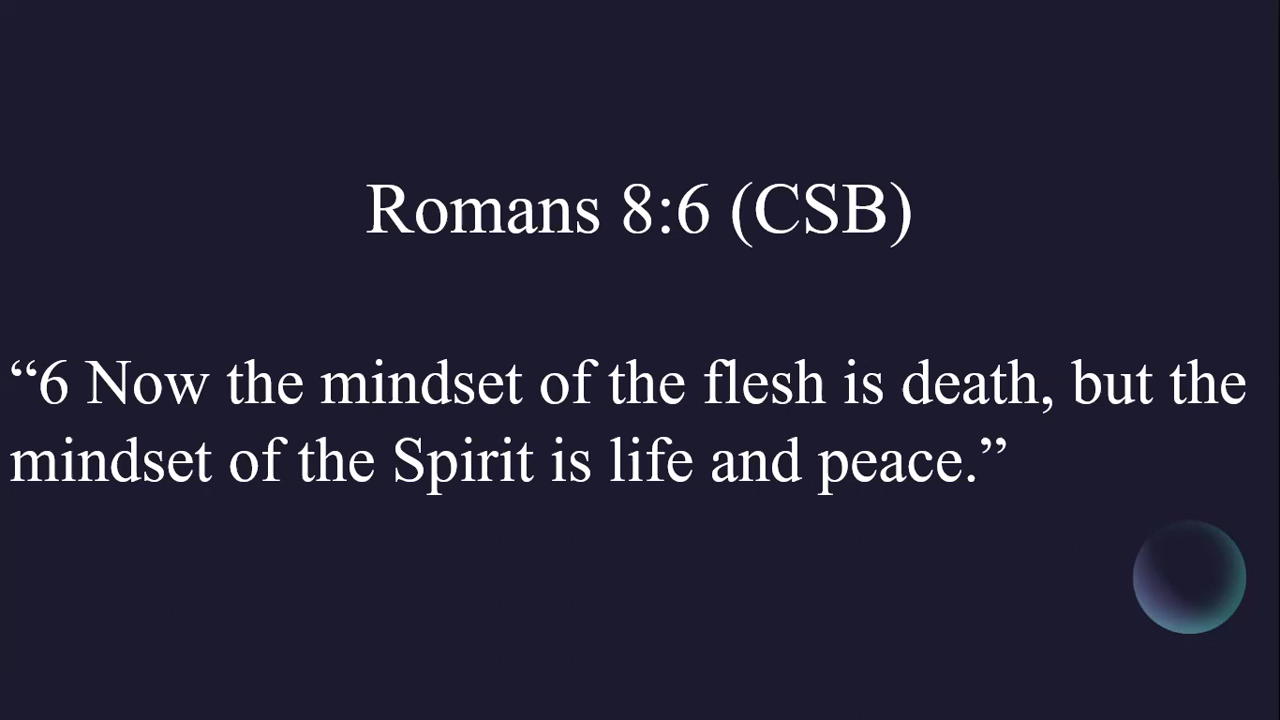 Romans 8:6 (CSB)
“6 Now the mindset of the flesh is death, but the
mindset of the Spirit is life and peace.”